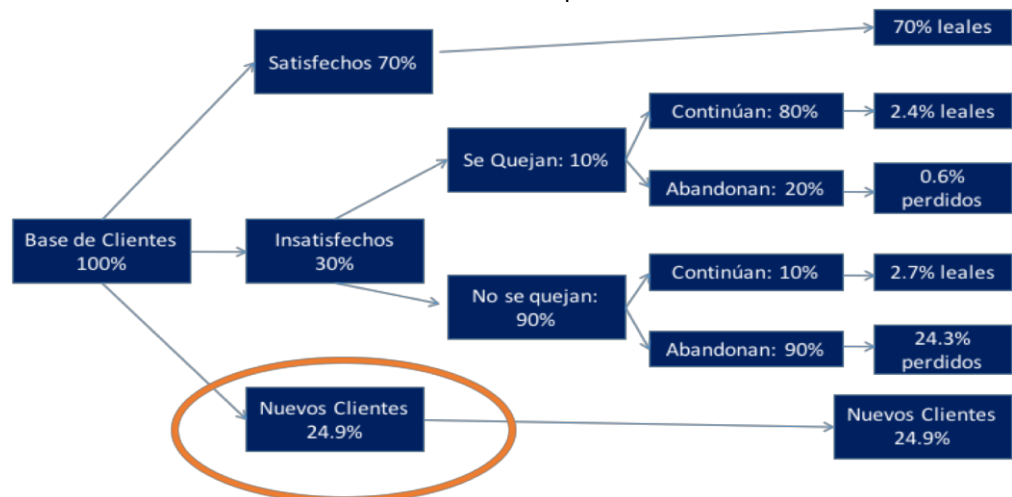 70% leales
Satisfechos 70%
Continúan: 80%
2.4% leales
Se Quejan: 10%
Abandonan: 20%
0.6%
perdidos
Base de Clientes
100%
Insatisfechos
30%
Continúan: 10%
2.7% leales
No se quejan:
90%
Abandonan: 90%
24.3%
perdidos
Nuevos Clientes
24.9%
Nuevos Clientes
24.9%